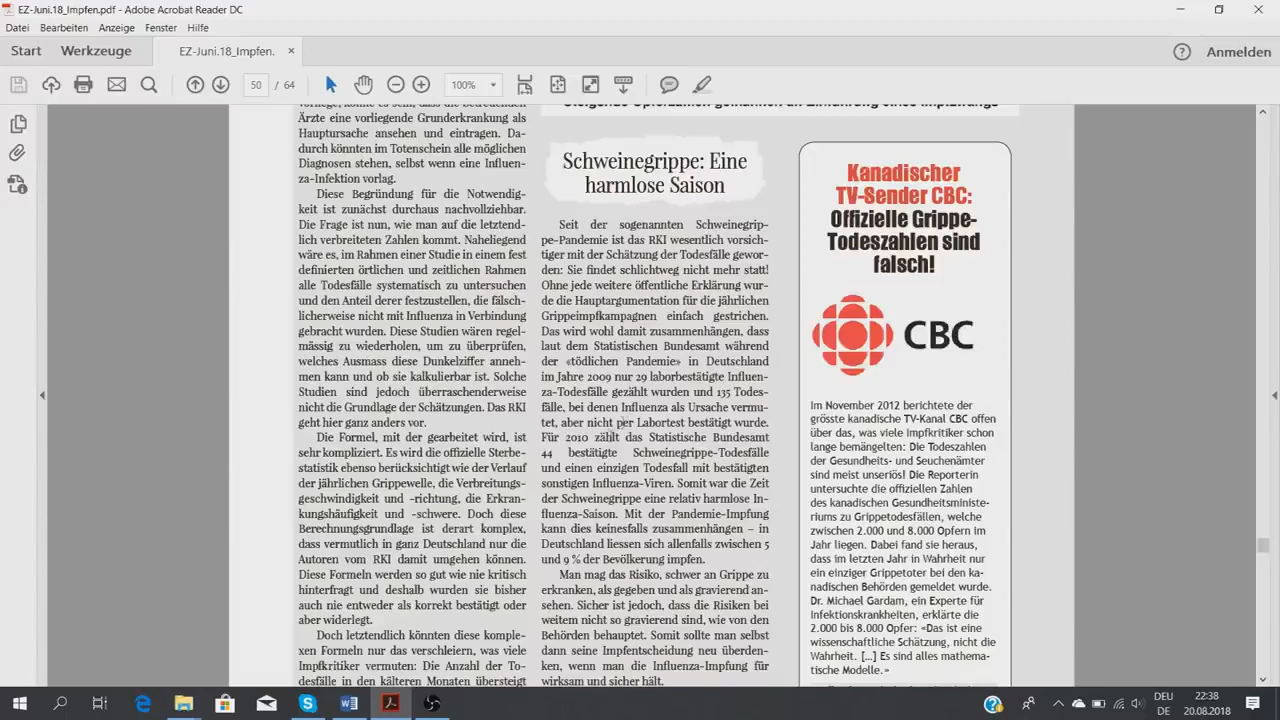 EZ-Juni.18_Impfen.pdf - Adobe Acrobat Reader DC
Datei Bearbeiten Anzeige Fenster Hilfe
Start Werkzeuge EZ-Juni.18_Impfen. ×
Anmelden
50 / 64 100%
vorliege, könnte es sein, dass die betreuenden
Ärzte eine vorliegende Grunderkrankung als
Hauptursache ansehen und eintragen. Da-
durch könnten im Totenschein alle möglichen
Diagnosen stehen, selbst wenn eine Influen-
za-Infektion vorlag.
Diese Begründung für die Notwendig-
keit ist zunächst durchaus nachvollziehbar.
Die Frage ist nun, wie man auf die letztend-
lich verbreiteten Zahlen kommt. Naheliegend
wäre es, im Rahmen einer Studie in einem fest
definierten örtlichen und zeitlichen Rahmen
alle Todesfälle systematisch zu untersuchen
und den Anteil derer festzustellen, die fälsch-
licherweise nicht mit Influenza in Verbindung
gebracht wurden. Diese Studien wären regel-
mässig zu wiederholen, um zu überprüfen,
welches Ausmass diese Dunkelziffer anneh-
men kann und ob sie kalkulierbar ist. Solche
Studien sind jedoch überraschenderweise
nicht die Grundlage der Schätzungen. Das RKI
geht hier ganz anders vor.
Die Formel, mit der gearbeitet wird, ist
sehr kompliziert. Es wird die offizielle Sterbe-
statistik ebenso berücksichtigt wie der Verlauf
der jährlichen Grippewelle, die Verbreitungs-
geschwindigkeit und -richtung, die Erkran-
kungshäufigkeit und -schwere. Doch diese
Berechnungsgrundlage ist derart komplex,
dass vermutlich in ganz Deutschland nur die
Autoren vom RKI damit umgehen können.
Diese Formeln werden so gut wie nie kritisch
hinterfragt und deshalb wurden sie bisher
auch nie entweder als korrekt bestätigt oder
aber widerlegt.
Doch letztendlich könnten diese komple-
xen Formeln nur das verschleiern, was viele
Impfkritiker vermuten: Die Anzahl der To-
desfälle in den kälteren Monaten übersteigt
Steigende Opferzahlen gemahnen an Einführung eines Impfzwangs
Schweinegrippe: Eine
harmlose Saison
Seit der sogenannten Schweinegrip-
pe-Pandemie ist das RKI wesentlich vorsich-
tiger mit der Schätzung der Todesfälle gewor-
den: Sie findet schlichtweg nicht mehr statt!
Ohne jede weitere öffentliche Erklärung wur-
de die Hauptargumentation für die jährlichen
Grippeimpfkampagnen einfach gestrichen.
Das wird wohl damit zusammenhängen, dass
laut dem Statistischen Bundesamt während
der «tödlichen Pandemie» in Deutschland
im Jahre 2009 nur 29 laborbestätigte Influen-
za-Todesfälle gezählt wurden und 135 Todes-
fälle, bei denen Influenza als Ursache vermu-
tet, aber nicht per Labortest bestätigt wurde.
Für 2010 zählt das Statistische Bundesamt
44 bestätigte Schweinegrippe-Todesfälle
und einen einzigen Todesfall mit bestätigten
sonstigen Influenza-Viren. Somit war die Zeit
der Schweinegrippe eine relativ harmlose In-
fluenza-Saison. Mit der Pandemie-Impfung
kann dies keinesfalls zusammenhängen – in
Deutschland liessen sich allenfalls zwischen 5
und 9 % der Bevölkerung impfen.
Man mag das Risiko, schwer an Grippe zu
erkranken, als gegeben und als gravierend an-
sehen. Sicher ist jedoch, dass die Risiken bei
weitem nicht so gravierend sind, wie von den
Behörden behauptet. Somit sollte man selbst
dann seine Impfentscheidung neu überden-
ken, wenn man die Influenza-Impfung für
wirksam und sicher hält.
Kanadischer
TV-Sender CBC:
Offizielle Grippe-
Todeszahlen sind
falsch!
CBC
Im November 2012 berichtete der
grösste kanadische TV-Kanal CBC offen
über das, was viele Impfkritiker schon
lange bemängelten: Die Todeszahlen
der Gesundheits- und Seuchenämter
sind meist unseriös! Die Reporterin
untersuchte die offiziellen Zahlen
des kanadischen Gesundheitsministe-
riums zu Grippetodesfällen, welche
zwischen 2.000 und 8.000 Opfern im
Jahr liegen. Dabei fand sie heraus,
dass im letzten Jahr in Wahrheit nur
ein einziger Grippetoter bei den ka-
nadischen Behörden gemeldet wurde.
Dr. Michael Gardam, ein Experte für
Infektionskrankheiten, erklärte die
2.000 bis 8.000 Opfer: «Das ist eine
wissenschaftliche Schätzung, nicht die
Wahrheit. [...] Es sind alles mathema-
tische Modelle.»
DEU
DE
22:38
20.08.2018